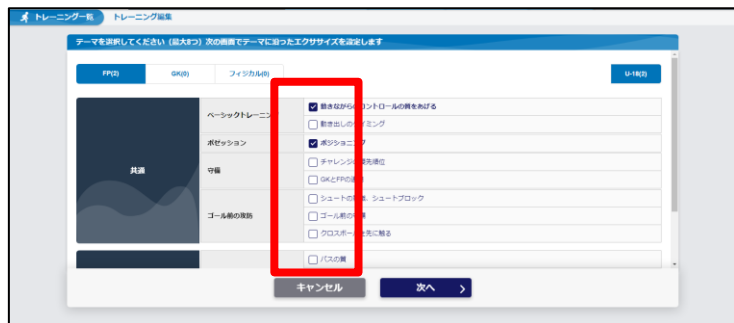 トレーニング一覧 トレーニング編集
テーマを選択してください（最大8つ）次の画面でテーマに沿ったエクササイズを設定します
FP(2) GK(0) フィジカル(0) U-18(2)
共通
ベーシックトレーニング
動きながらのコントロールの質をあげる
動き出しのタイミング
ポゼッション
ポジショニング
守備
チャレンジの優先順位
GKとFPの
ゴール前の攻防
シュートの シュートブロック
ゴール前の
クロスボールを先に触る
パスの質
キャンセル 次へ